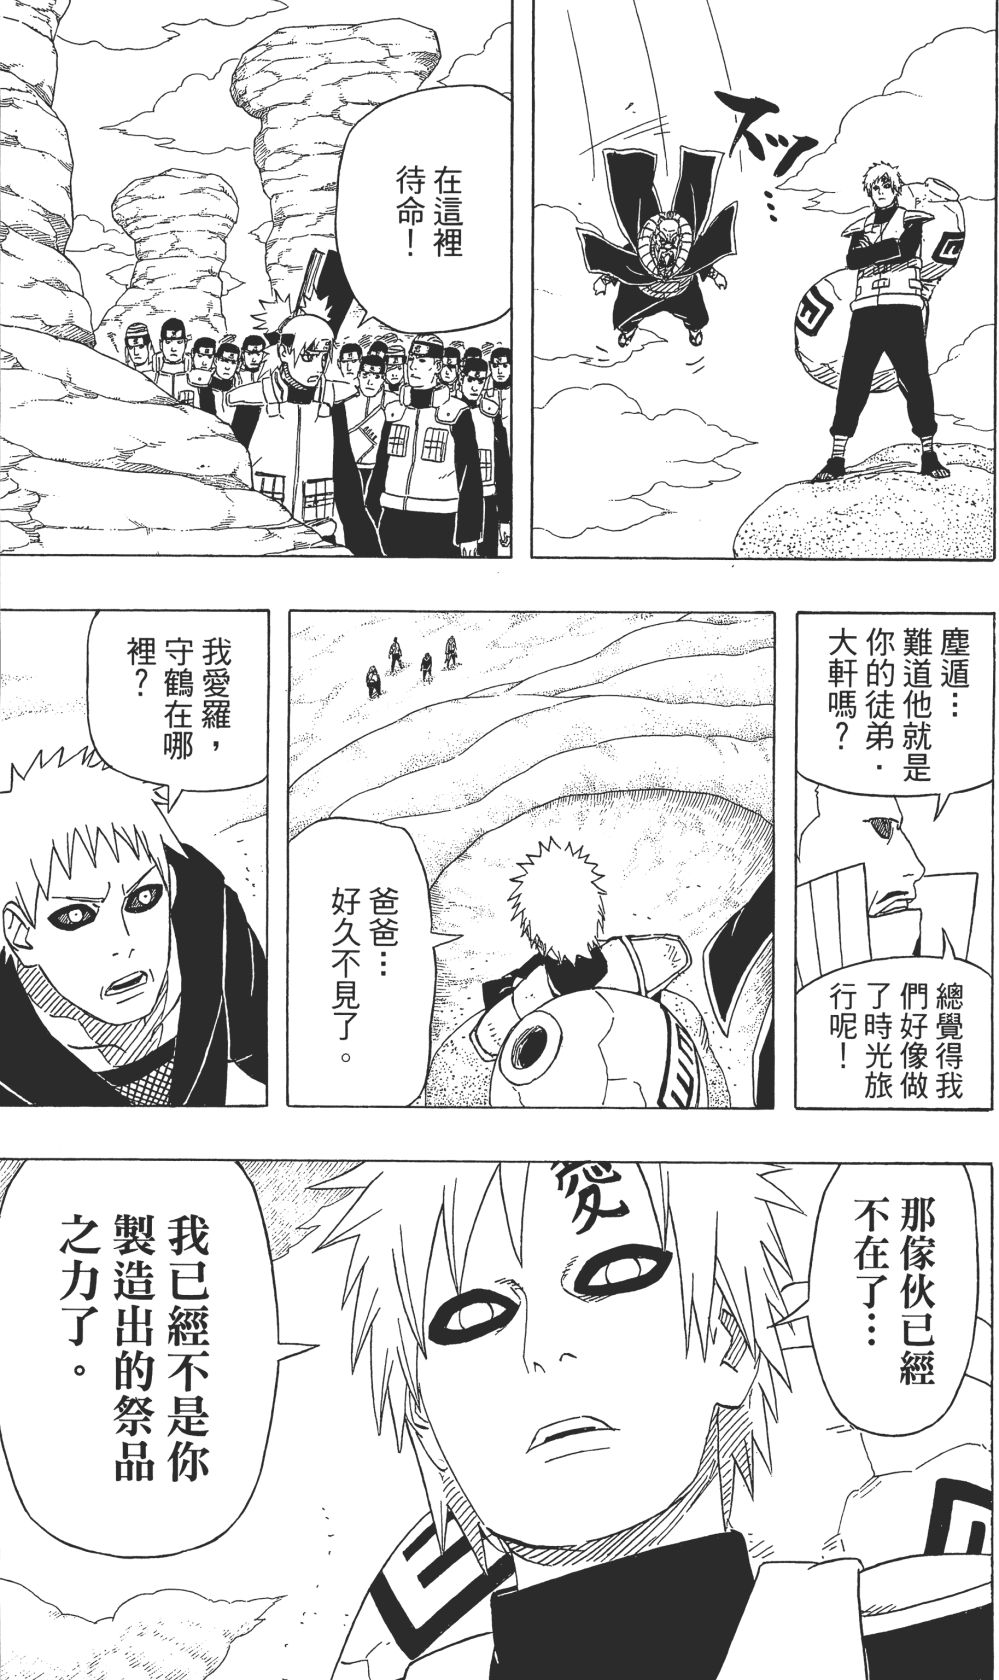 ズッ…
在這裡
待命！
塵遁…
難道他就是
你的徒弟．
大軒嗎？
總覺得我
們好像做
了時光旅
行呢！
爸爸…
好久不見了。
我愛羅，
守鶴在哪
裡？
愛
那傢伙已經
不在了…
我已經不是你
製造出的祭品
之力了。